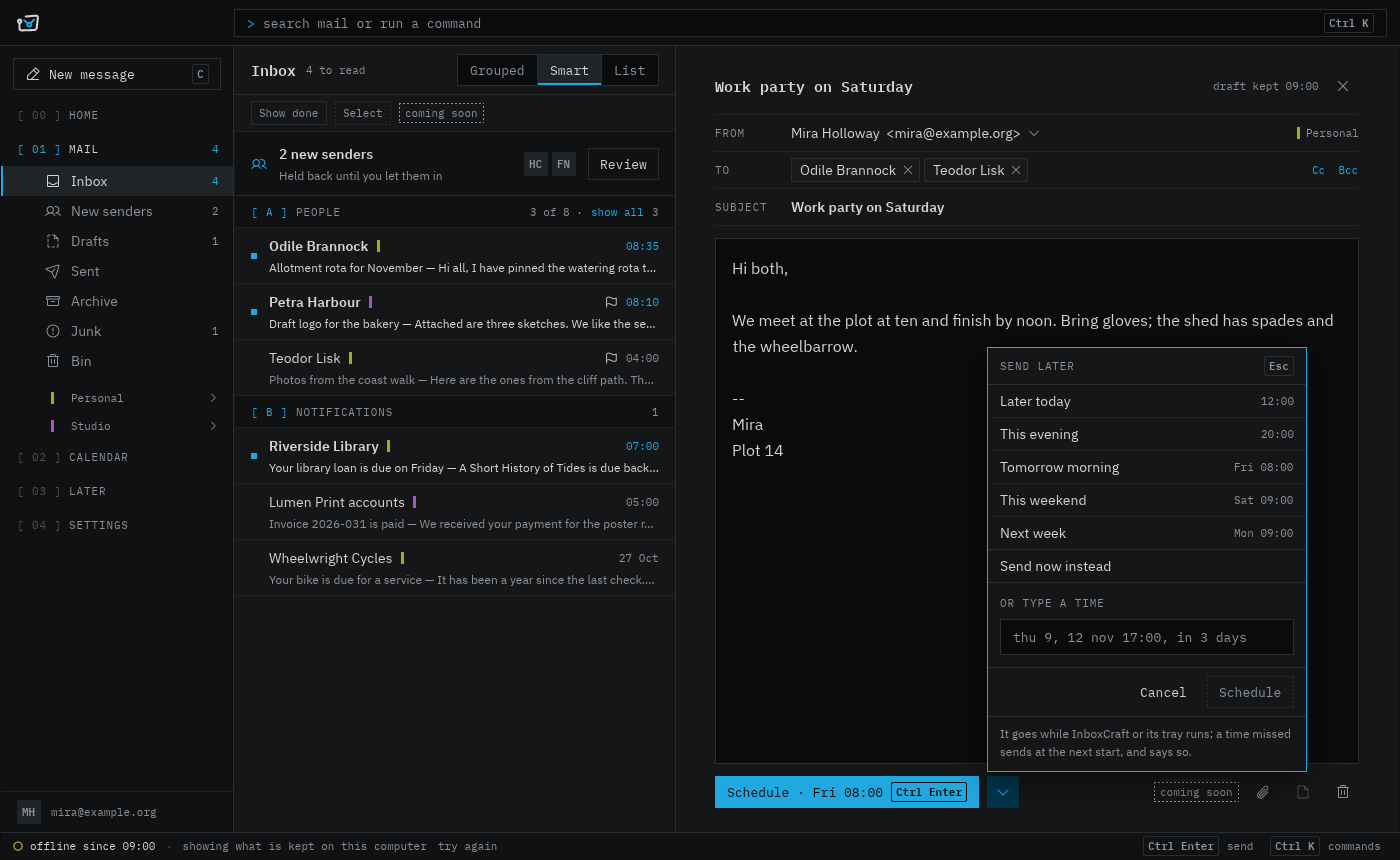 > search mail or run a command Ctrl K
New message C
[ 00 ] HOME
[ 01 ] MAIL 4
Inbox 4
New senders 2
Drafts 1
Sent
Archive
Junk 1
Bin
Personal
Studio
[ 02 ] CALENDAR
[ 03 ] LATER
[ 04 ] SETTINGS
MH mira@example.org
Inbox 4 to read Grouped Smart List
Show done Select coming soon
2 new senders
Held back until you let them in
HC FN Review
[ A ] PEOPLE 3 of 8 · show all 3
Odile Brannock 08:35
Allotment rota for November — Hi all, I have pinned the watering rota t…
Petra Harbour 08:10
Draft logo for the bakery — Attached are three sketches. We like the se…
Teodor Lisk 04:00
Photos from the coast walk — Here are the ones from the cliff path. Th…
[ B ] NOTIFICATIONS 1
Riverside Library 07:00
Your library loan is due on Friday — A Short History of Tides is due back…
Lumen Print accounts 05:00
Invoice 2026-031 is paid — We received your payment for the poster r…
Wheelwright Cycles 27 Oct
Your bike is due for a service — It has been a year since the last check.…
Work party on Saturday draft kept 09:00
FROM Mira Holloway <mira@example.org> Personal
TO Odile Brannock Teodor Lisk Cc Bcc
SUBJECT Work party on Saturday
Hi both,
We meet at the plot at ten and finish by noon. Bring gloves; the shed has spades and
the wheelbarrow.
--
Mira
Plot 14
SEND LATER Esc
Later today 12:00
This evening 20:00
Tomorrow morning Fri 08:00
This weekend Sat 09:00
Next week Mon 09:00
Send now instead
OR TYPE A TIME
thu 9, 12 nov 17:00, in 3 days
Cancel Schedule
It goes while InboxCraft or its tray runs; a time missed
sends at the next start, and says so.
Schedule · Fri 08:00 Ctrl Enter coming soon
offline since 09:00 · showing what is kept on this computer try again Ctrl Enter send Ctrl K commands